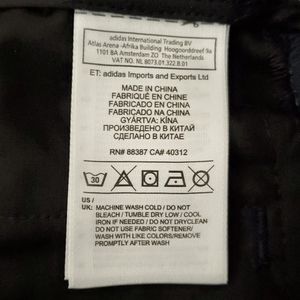 adidas International Trading BV
Atlas Arena -Afrika Building Hoogoorddreef 9a
1101 BA Amsterdam ZO The Netherlands
VAT NO. NL 8073.01.322.B.01
ET: adidas Imports and Exports Ltd
MADE IN CHINA
FABRIQUÉ EN CHINE
FABRICADO EN CHINA
FABRICADO NA CHINA
GYÁRTVA: KÍNA
ПРОИЗВЕДЕНО В КИТАЙ
СДЕЛАНО В КИТАЕ
RN# 88387 CA# 40312
30
US /
UK: MACHINE WASH COLD / DO NOT
BLEACH / TUMBLE DRY LOW / COOL
IRON IF NEEDED / DO NOT DRYCLEAN
DO NOT USE FABRIC SOFTENER/
WASH WITH LIKE COLORS/REMOVE
PROMPTLY AFTER WASH